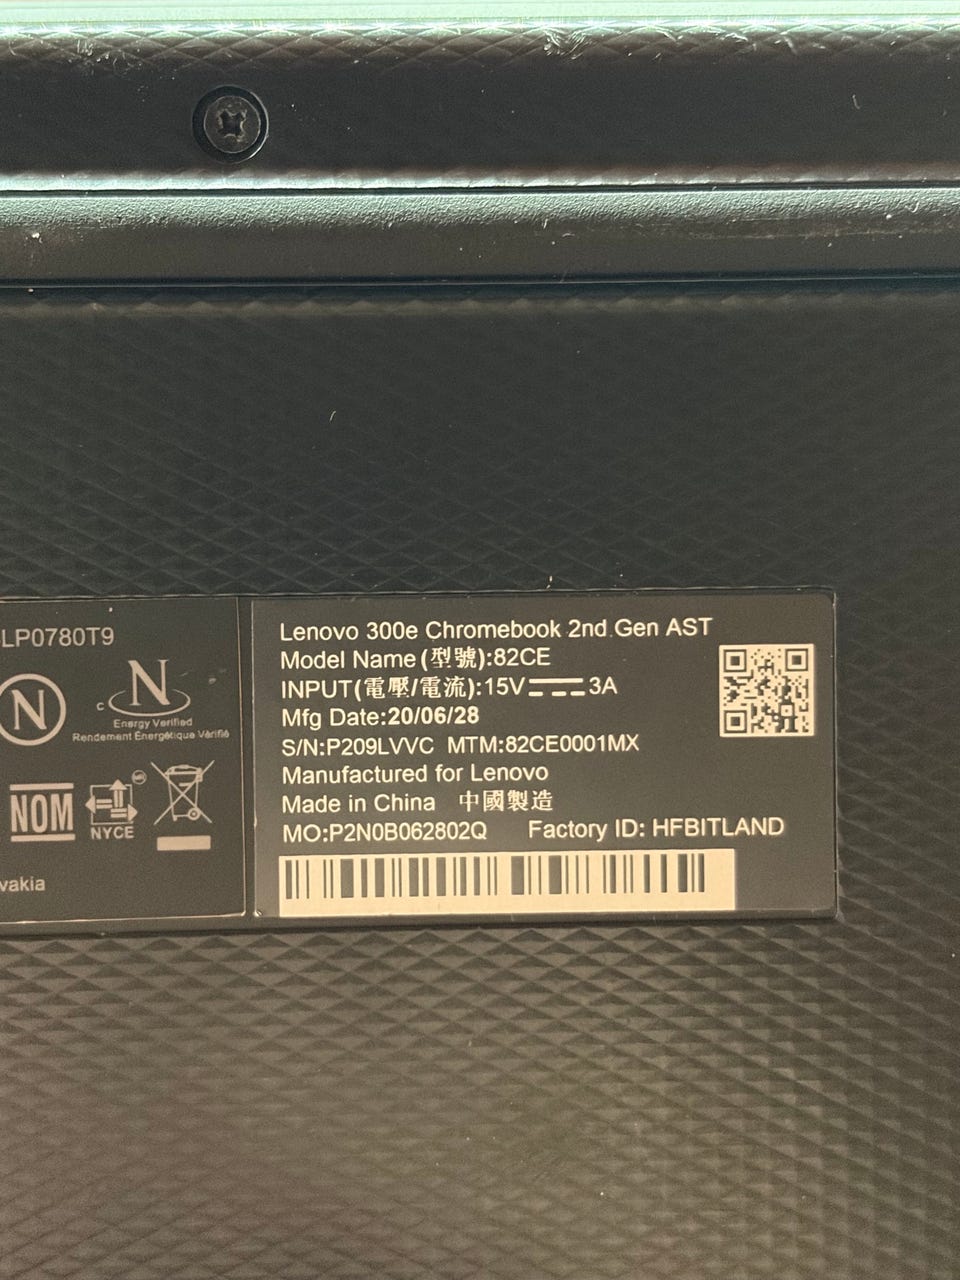 LP0780T9
N
N
c
Energy Verified
Rendement Énergétique Vérifié
NOM
NYCE
vakia
Lenovo 300e Chromebook 2nd Gen AST
Model Name(型號):82CE
INPUT(電壓/電流):15V 3A
Mfg Date:20/06/28
S/N:P209LVVC MTM:82CE0001MX
Manufactured for Lenovo
Made in China 中國製造
MO:P2N0B062802Q Factory ID: HFBITLAND